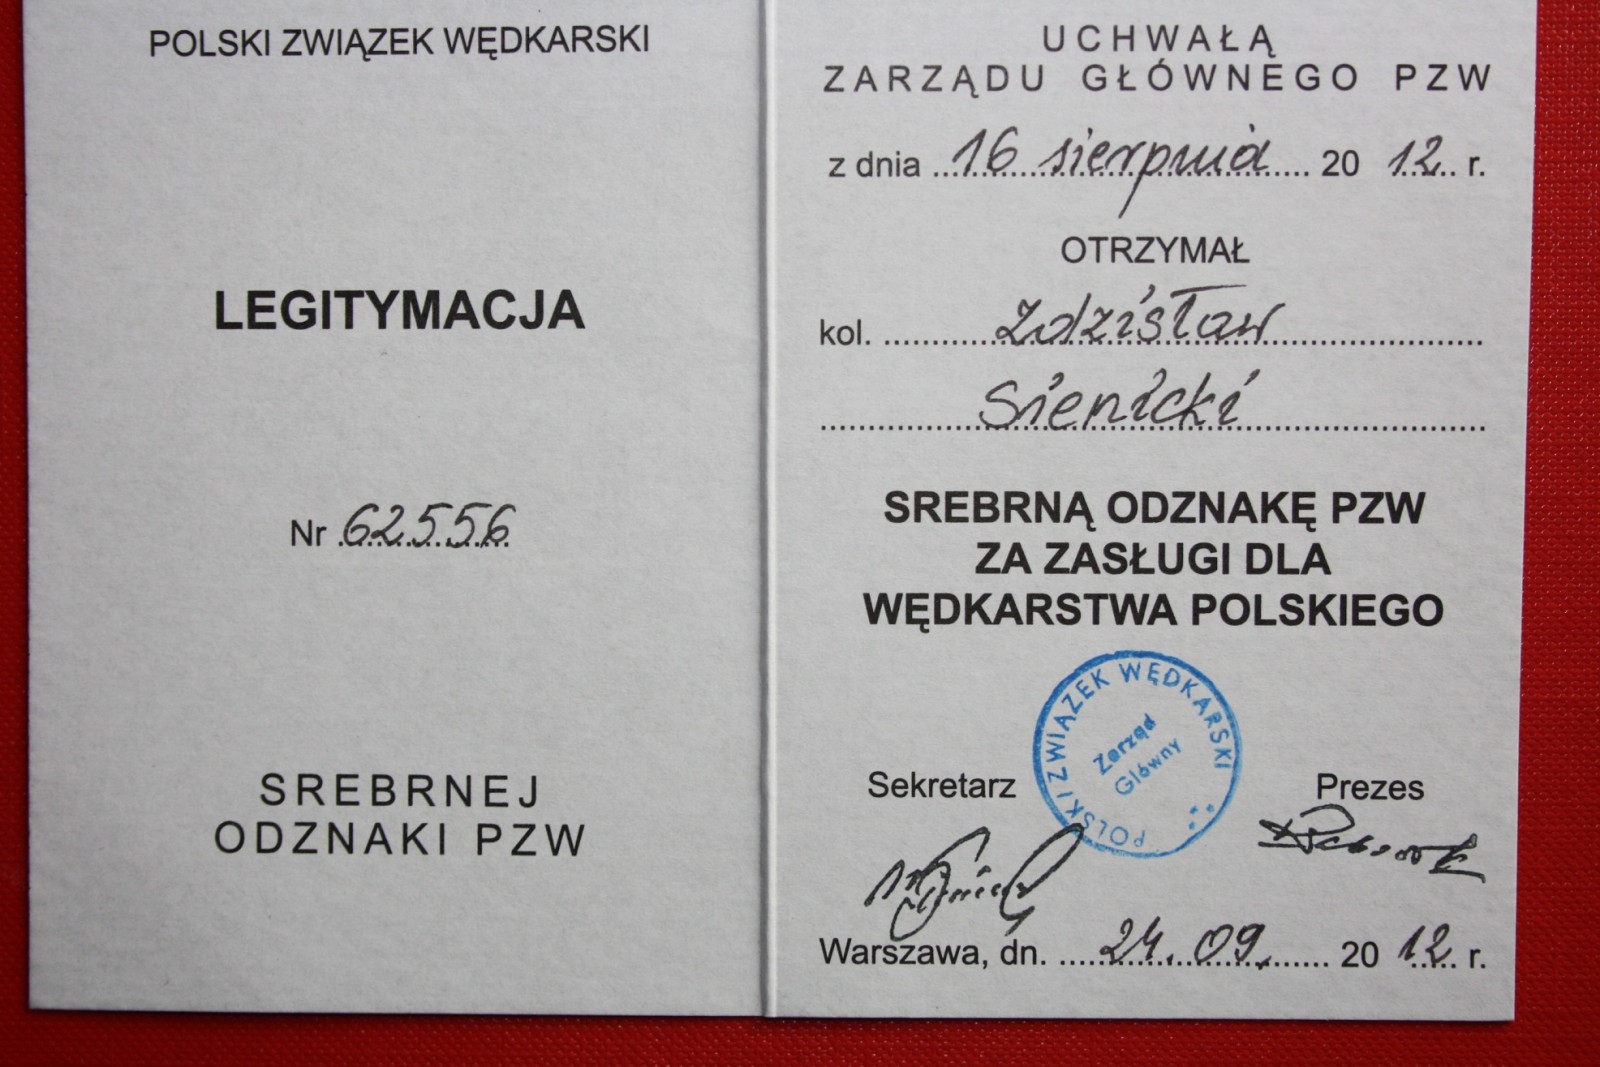 POLSKI ZWIĄZEK WĘDKARSKI
LEGITYMACJA
Nr 62556
SREBRNEJ
ODZNAKI PZW
UCHWAŁĄ
ZARZĄDU GŁÓWNEGO PZW
z dnia 16 sierpnia 2012 r.
OTRZYMAŁ
kol. Zdzisław
Sienicki
SREBRNĄ ODZNAKĘ PZW
ZA ZASŁUGI DLA
WĘDKARSTWA POLSKIEGO
POLSKI ZWIĄZEK WĘDKARSKI
Zarząd
Główny
Sekretarz
Prezes
Warszawa, dn. 24.09. 2012 r.